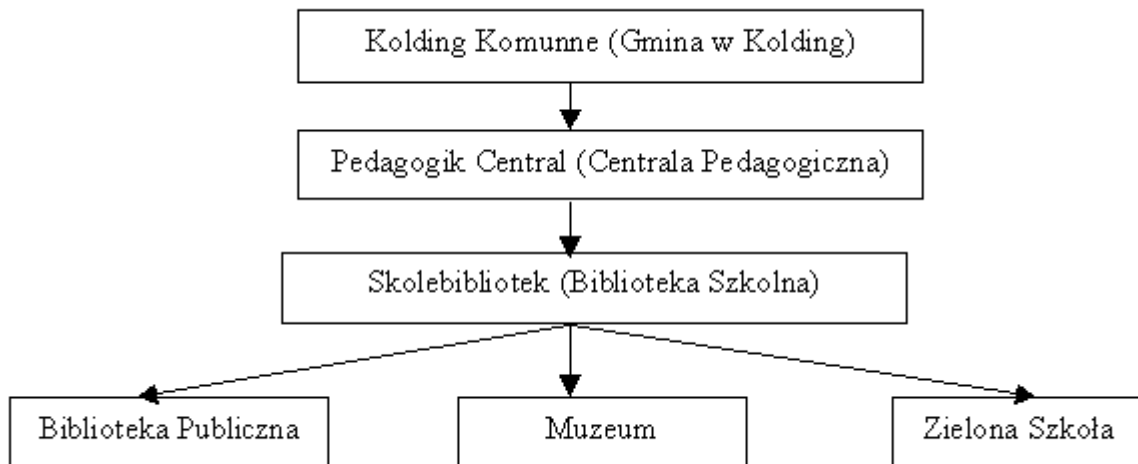 Kolding Komunne (Gmina w Kolding)
Pedagogik Central (Centrala Pedagogiczna)
Skolebibliotek (Biblioteka Szkolna)
Biblioteka Publiczna
Muzeum
Zielona Szkoła